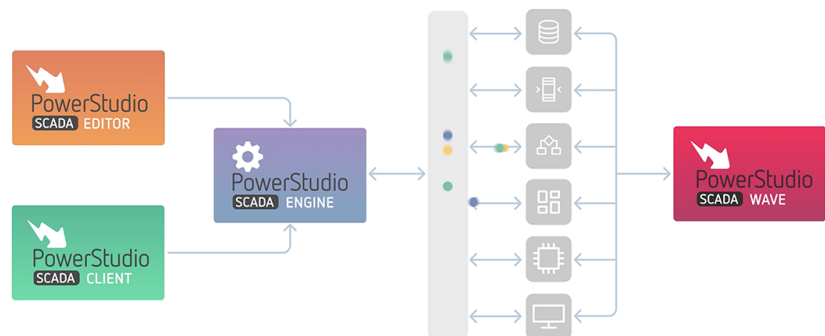 PowerStudio
SCADA EDITOR
PowerStudio
SCADA ENGINE
PowerStudio
SCADA CLIENT
PowerStudio
SCADA WAVE